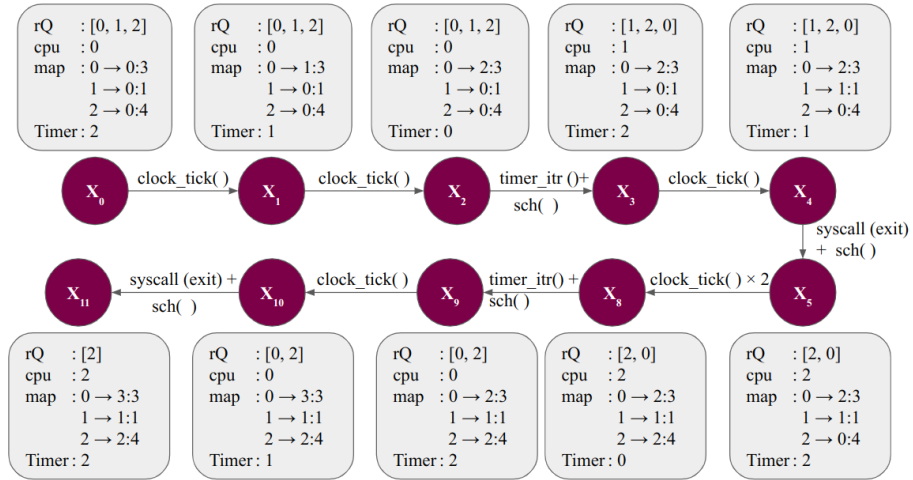 rQ : [0, 1, 2]
cpu : 0
map : 0 → 0:3
1 → 0:1
2 → 0:4
Timer : 2
rQ : [0, 1, 2]
cpu : 0
map : 0 → 1:3
1 → 0:1
2 → 0:4
Timer : 1
rQ : [0, 1, 2]
cpu : 0
map : 0 → 2:3
1 → 0:1
2 → 0:4
Timer : 0
rQ : [1, 2, 0]
cpu : 1
map : 0 → 2:3
1 → 0:1
2 → 0:4
Timer : 2
rQ : [1, 2, 0]
cpu : 1
map : 0 → 2:3
1 → 1:1
2 → 0:4
Timer : 1
X₀
clock_tick( )
X₁
clock_tick( )
X₂
timer_itr ()+
sch( )
X₃
clock_tick( )
X₄
syscall (exit)
+ sch( )
X₁₁
syscall (exit) +
sch( )
X₁₀
clock_tick( )
X₉
timer_itr() +
sch( )
X₈
clock_tick( ) × 2
X₅
rQ : [2]
cpu : 2
map : 0 → 3:3
1 → 1:1
2 → 2:4
Timer : 2
rQ : [0, 2]
cpu : 0
map : 0 → 3:3
1 → 1:1
2 → 2:4
Timer : 1
rQ : [0, 2]
cpu : 0
map : 0 → 2:3
1 → 1:1
2 → 2:4
Timer : 2
rQ : [2, 0]
cpu : 2
map : 0 → 2:3
1 → 1:1
2 → 2:4
Timer : 0
rQ : [2, 0]
cpu : 2
map : 0 → 2:3
1 → 1:1
2 → 0:4
Timer : 2